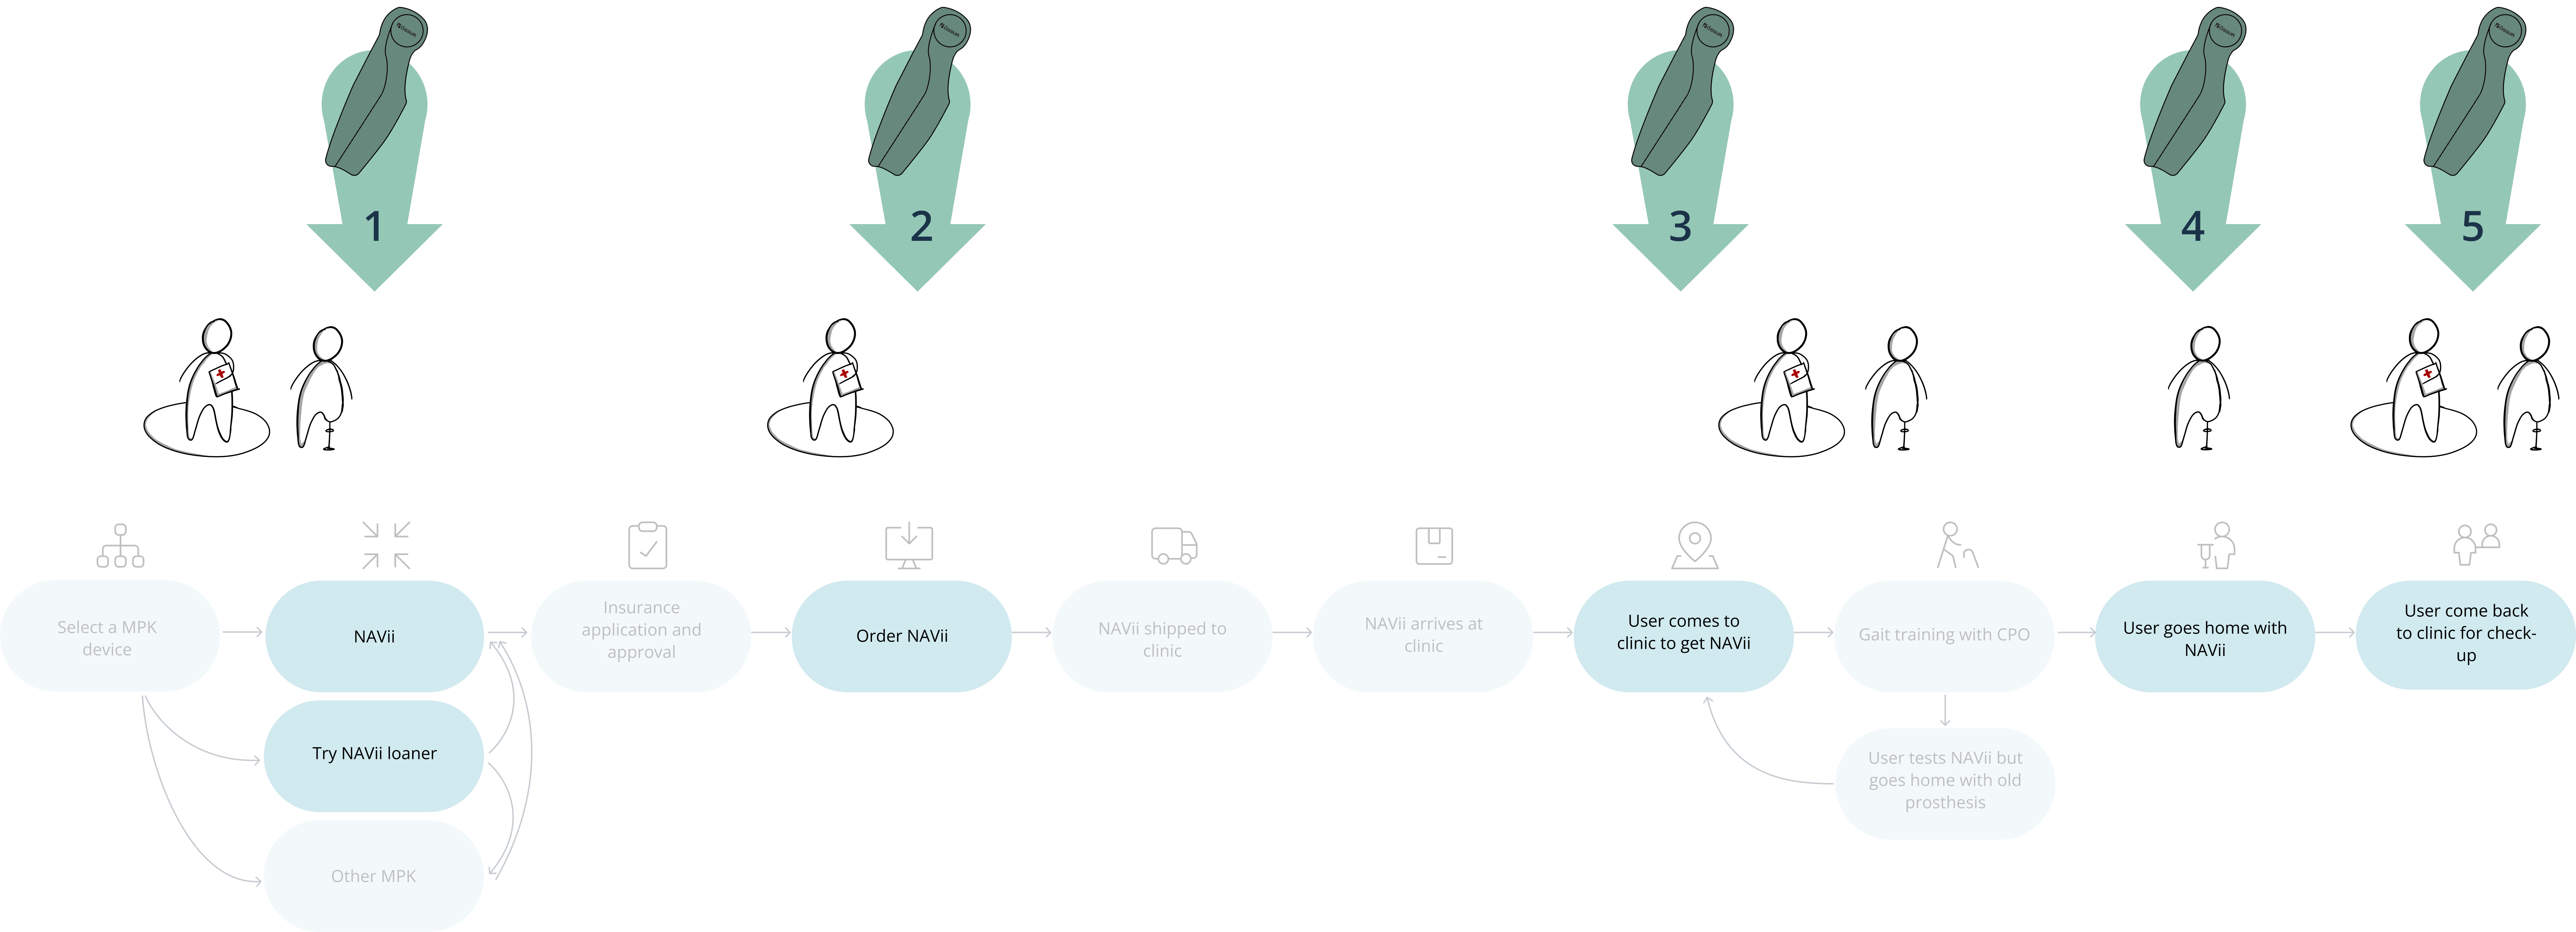 1
2
3
4
5
Select a MPK
device
NAVii
Insurance
application and
approval
Order NAVii
NAVii shipped to
clinic
NAVii arrives at
clinic
User comes to
clinic to get NAVii
Gait training with CPO
User goes home with
NAVii
User come back
to clinic for check-
up
Try NAVii loaner
User tests NAVii but
goes home with old
prosthesis
Other MPK